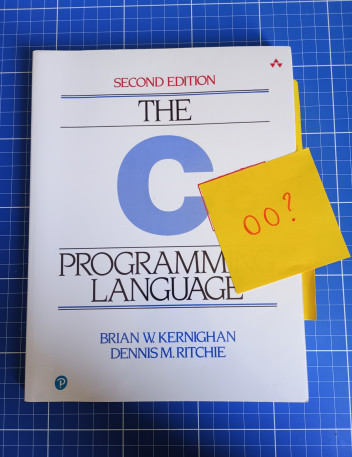 SECOND EDITION
THE
C
OO?
PROGRAMM
LANGUAGE
BRIAN W. KERNIGHAN
DENNIS M. RITCHIE
P